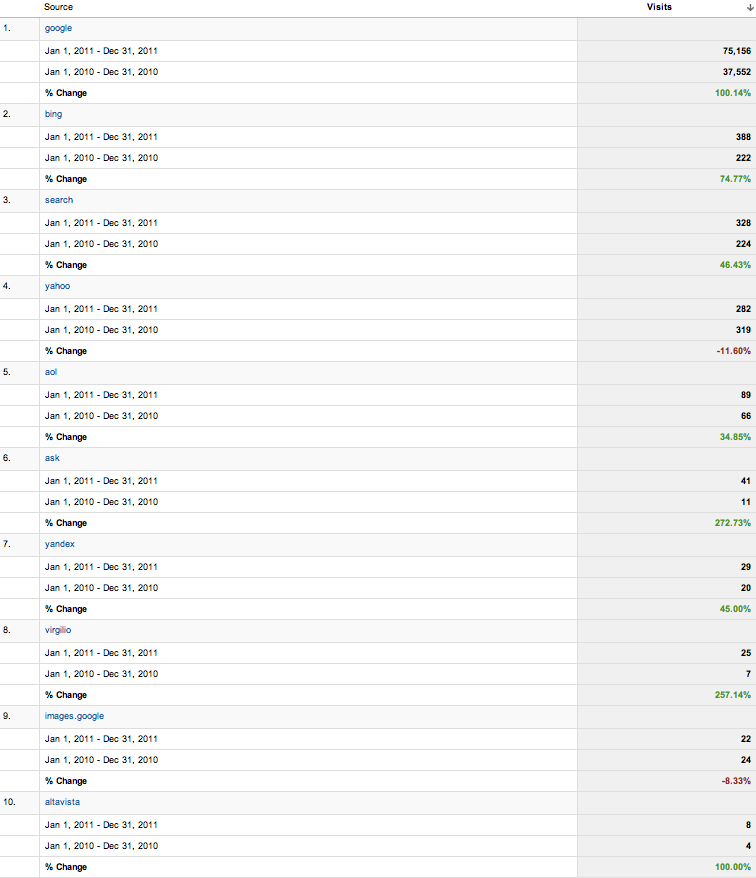 Source Visits
1. google
Jan 1, 2011 - Dec 31, 2011 75,156
Jan 1, 2010 - Dec 31, 2010 37,552
% Change 100.14%
2. bing
Jan 1, 2011 - Dec 31, 2011 388
Jan 1, 2010 - Dec 31, 2010 222
% Change 74.77%
3. search
Jan 1, 2011 - Dec 31, 2011 328
Jan 1, 2010 - Dec 31, 2010 224
% Change 46.43%
4. yahoo
Jan 1, 2011 - Dec 31, 2011 282
Jan 1, 2010 - Dec 31, 2010 319
% Change -11.60%
5. aol
Jan 1, 2011 - Dec 31, 2011 89
Jan 1, 2010 - Dec 31, 2010 66
% Change 34.85%
6. ask
Jan 1, 2011 - Dec 31, 2011 41
Jan 1, 2010 - Dec 31, 2010 11
% Change 272.73%
7. yandex
Jan 1, 2011 - Dec 31, 2011 29
Jan 1, 2010 - Dec 31, 2010 20
% Change 45.00%
8. virgilio
Jan 1, 2011 - Dec 31, 2011 25
Jan 1, 2010 - Dec 31, 2010 7
% Change 257.14%
9. images.google
Jan 1, 2011 - Dec 31, 2011 22
Jan 1, 2010 - Dec 31, 2010 24
% Change -8.33%
10. altavista
Jan 1, 2011 - Dec 31, 2011 8
Jan 1, 2010 - Dec 31, 2010 4
% Change 100.00%